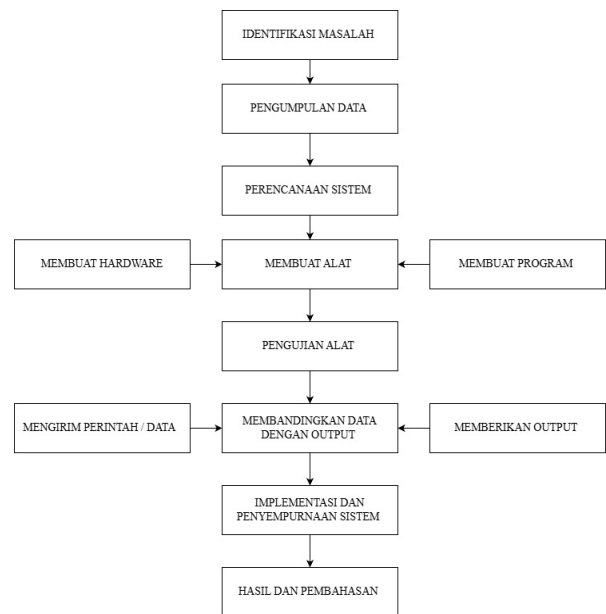 IDENTIFIKASI MASALAH
PENGUMPULAN DATA
PERENCANAAN SISTEM
MEMBUAT HARDWARE
MEMBUAT ALAT
MEMBUAT PROGRAM
PENGUJIAN ALAT
MENGIRIM PERINTAH / DATA
MEMBANDINGKAN DATA
DENGAN OUTPUT
MEMBERIKAN OUTPUT
IMPLEMENTASI DAN
PENYEMPURNAAN SISTEM
HASIL DAN PEMBAHASAN